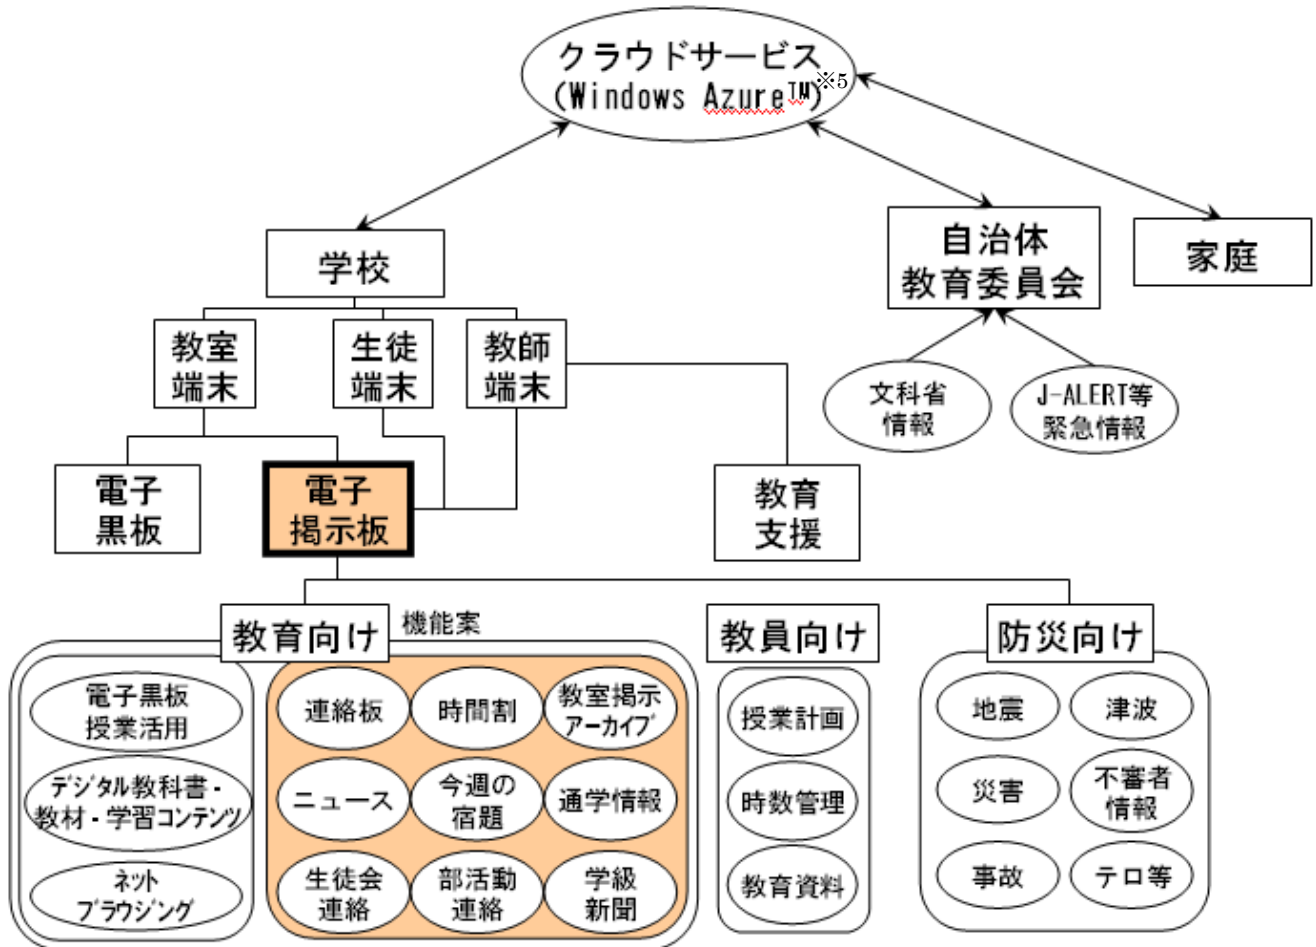 クラウドサービス
(Windows Azure™)※5
学校
自治体
教育委員会
家庭
教室
端末
生徒
端末
教師
端末
文科省
情報
J-ALERT等
緊急情報
電子
黒板
電子
掲示板
教育
支援
教育向け
機能案
教員向け
防災向け
電子黒板
授業活用
デジタル教科書-
教材-学習コンテンツ
ネット
ブラウジング
連絡板
時間割
教室掲示
アーカイブ
ニュース
今週の
宿題
通学情報
生徒会
連絡
部活動
連絡
学級
新聞
授業計画
時数管理
教育資料
地震
津波
災害
不審者
情報
事故
テロ等